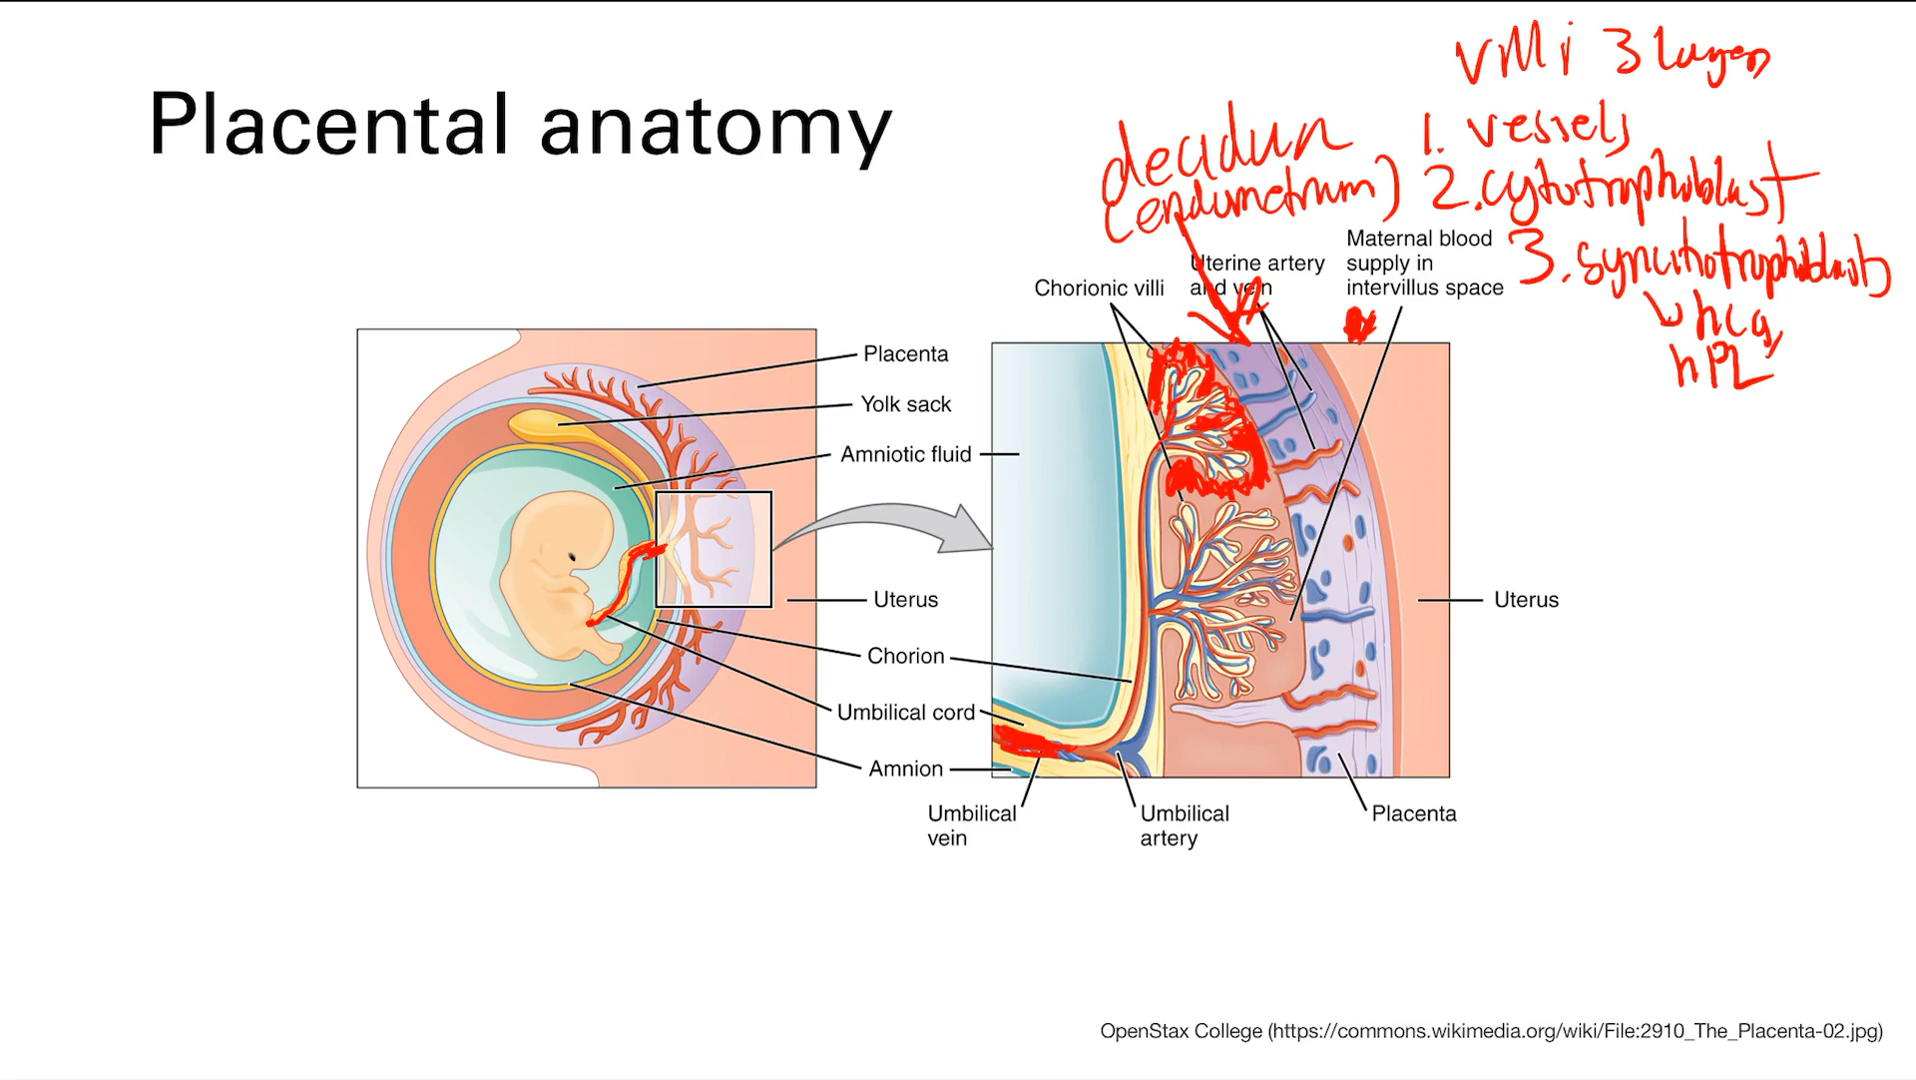 Placental anatomy
villi 3 layers
1. vessels
2. cytotrophoblast
3. syncitiotrophoblasts
hcg
hPL
decidua
(endometrium)
Chorionic villi
Uterine artery
and vein
Maternal blood
supply in
intervillus space
Placenta
Yolk sack
Amniotic fluid
Uterus
Chorion
Umbilical cord
Amnion
Uterus
Umbilical
vein
Umbilical
artery
Placenta
OpenStax College (https://commons.wikimedia.org/wiki/File:2910_The_Placenta-02.jpg)